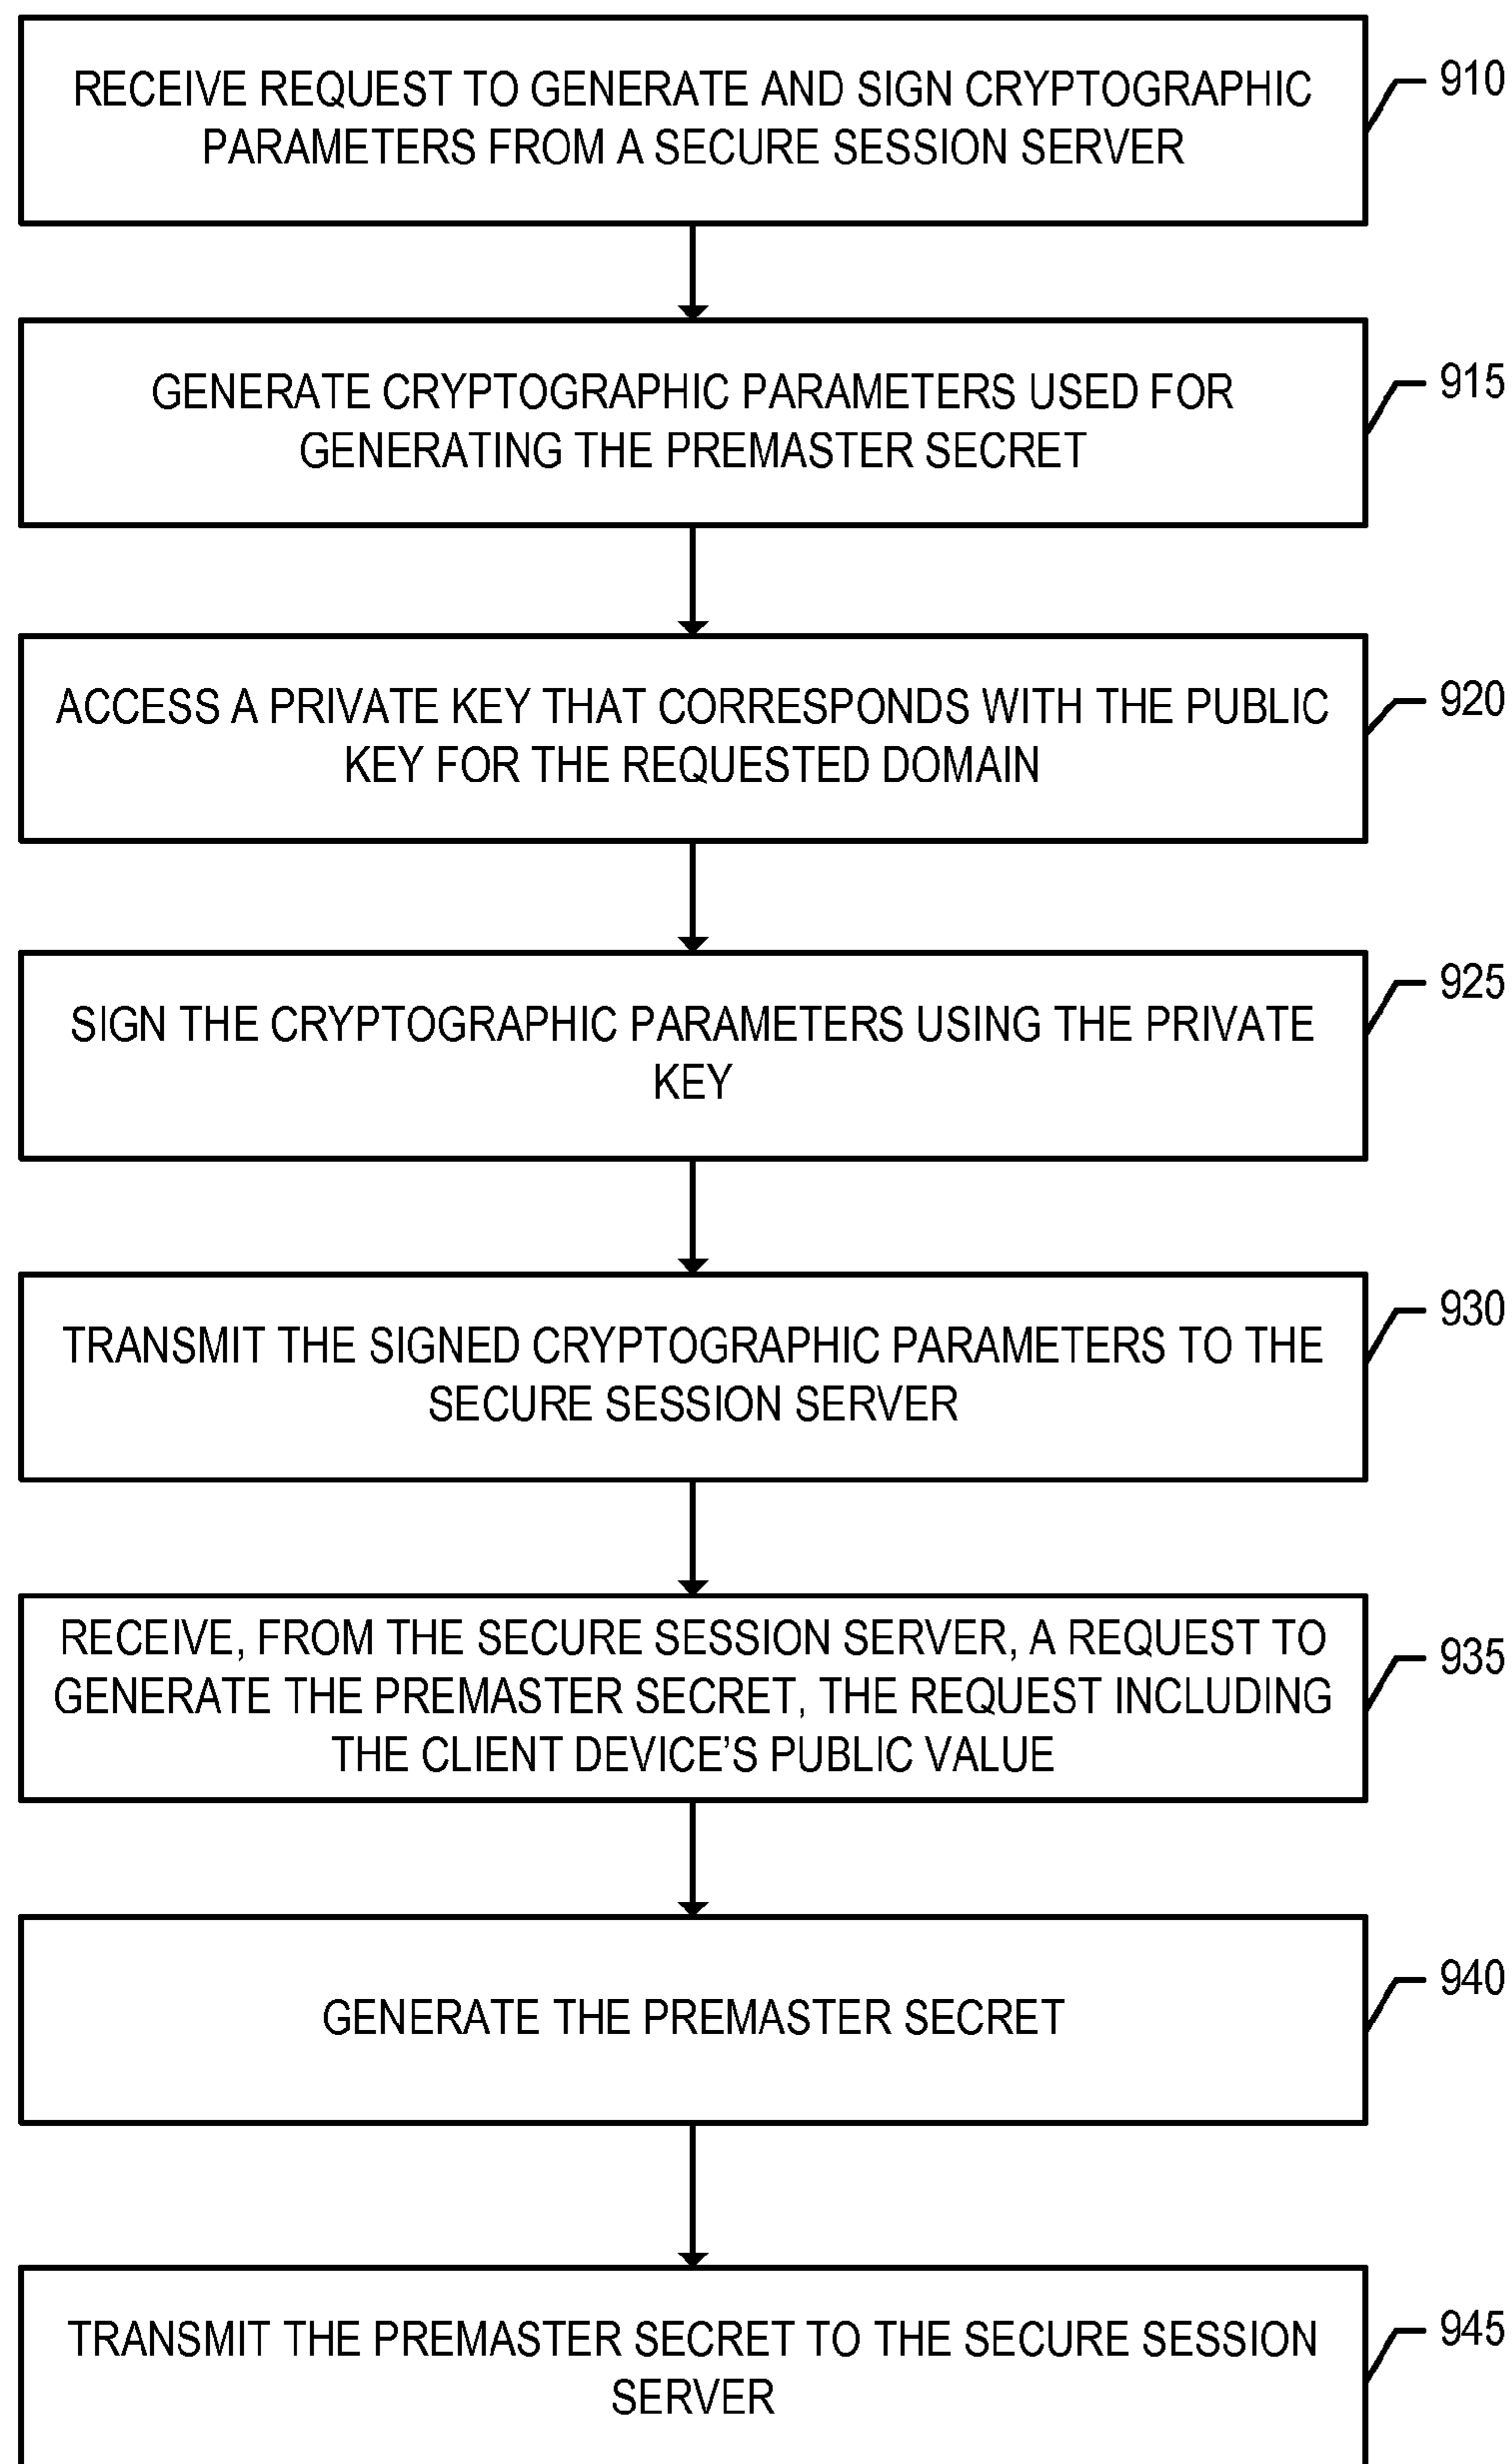 RECEIVE REQUEST TO GENERATE AND SIGN CRYPTOGRAPHIC
PARAMETERS FROM A SECURE SESSION SERVER
910
GENERATE CRYPTOGRAPHIC PARAMETERS USED FOR
GENERATING THE PREMASTER SECRET
915
ACCESS A PRIVATE KEY THAT CORRESPONDS WITH THE PUBLIC
KEY FOR THE REQUESTED DOMAIN
920
SIGN THE CRYPTOGRAPHIC PARAMETERS USING THE PRIVATE
KEY
925
TRANSMIT THE SIGNED CRYPTOGRAPHIC PARAMETERS TO THE
SECURE SESSION SERVER
930
RECEIVE, FROM THE SECURE SESSION SERVER, A REQUEST TO
GENERATE THE PREMASTER SECRET, THE REQUEST INCLUDING
THE CLIENT DEVICE'S PUBLIC VALUE
935
GENERATE THE PREMASTER SECRET
940
TRANSMIT THE PREMASTER SECRET TO THE SECURE SESSION
SERVER
945